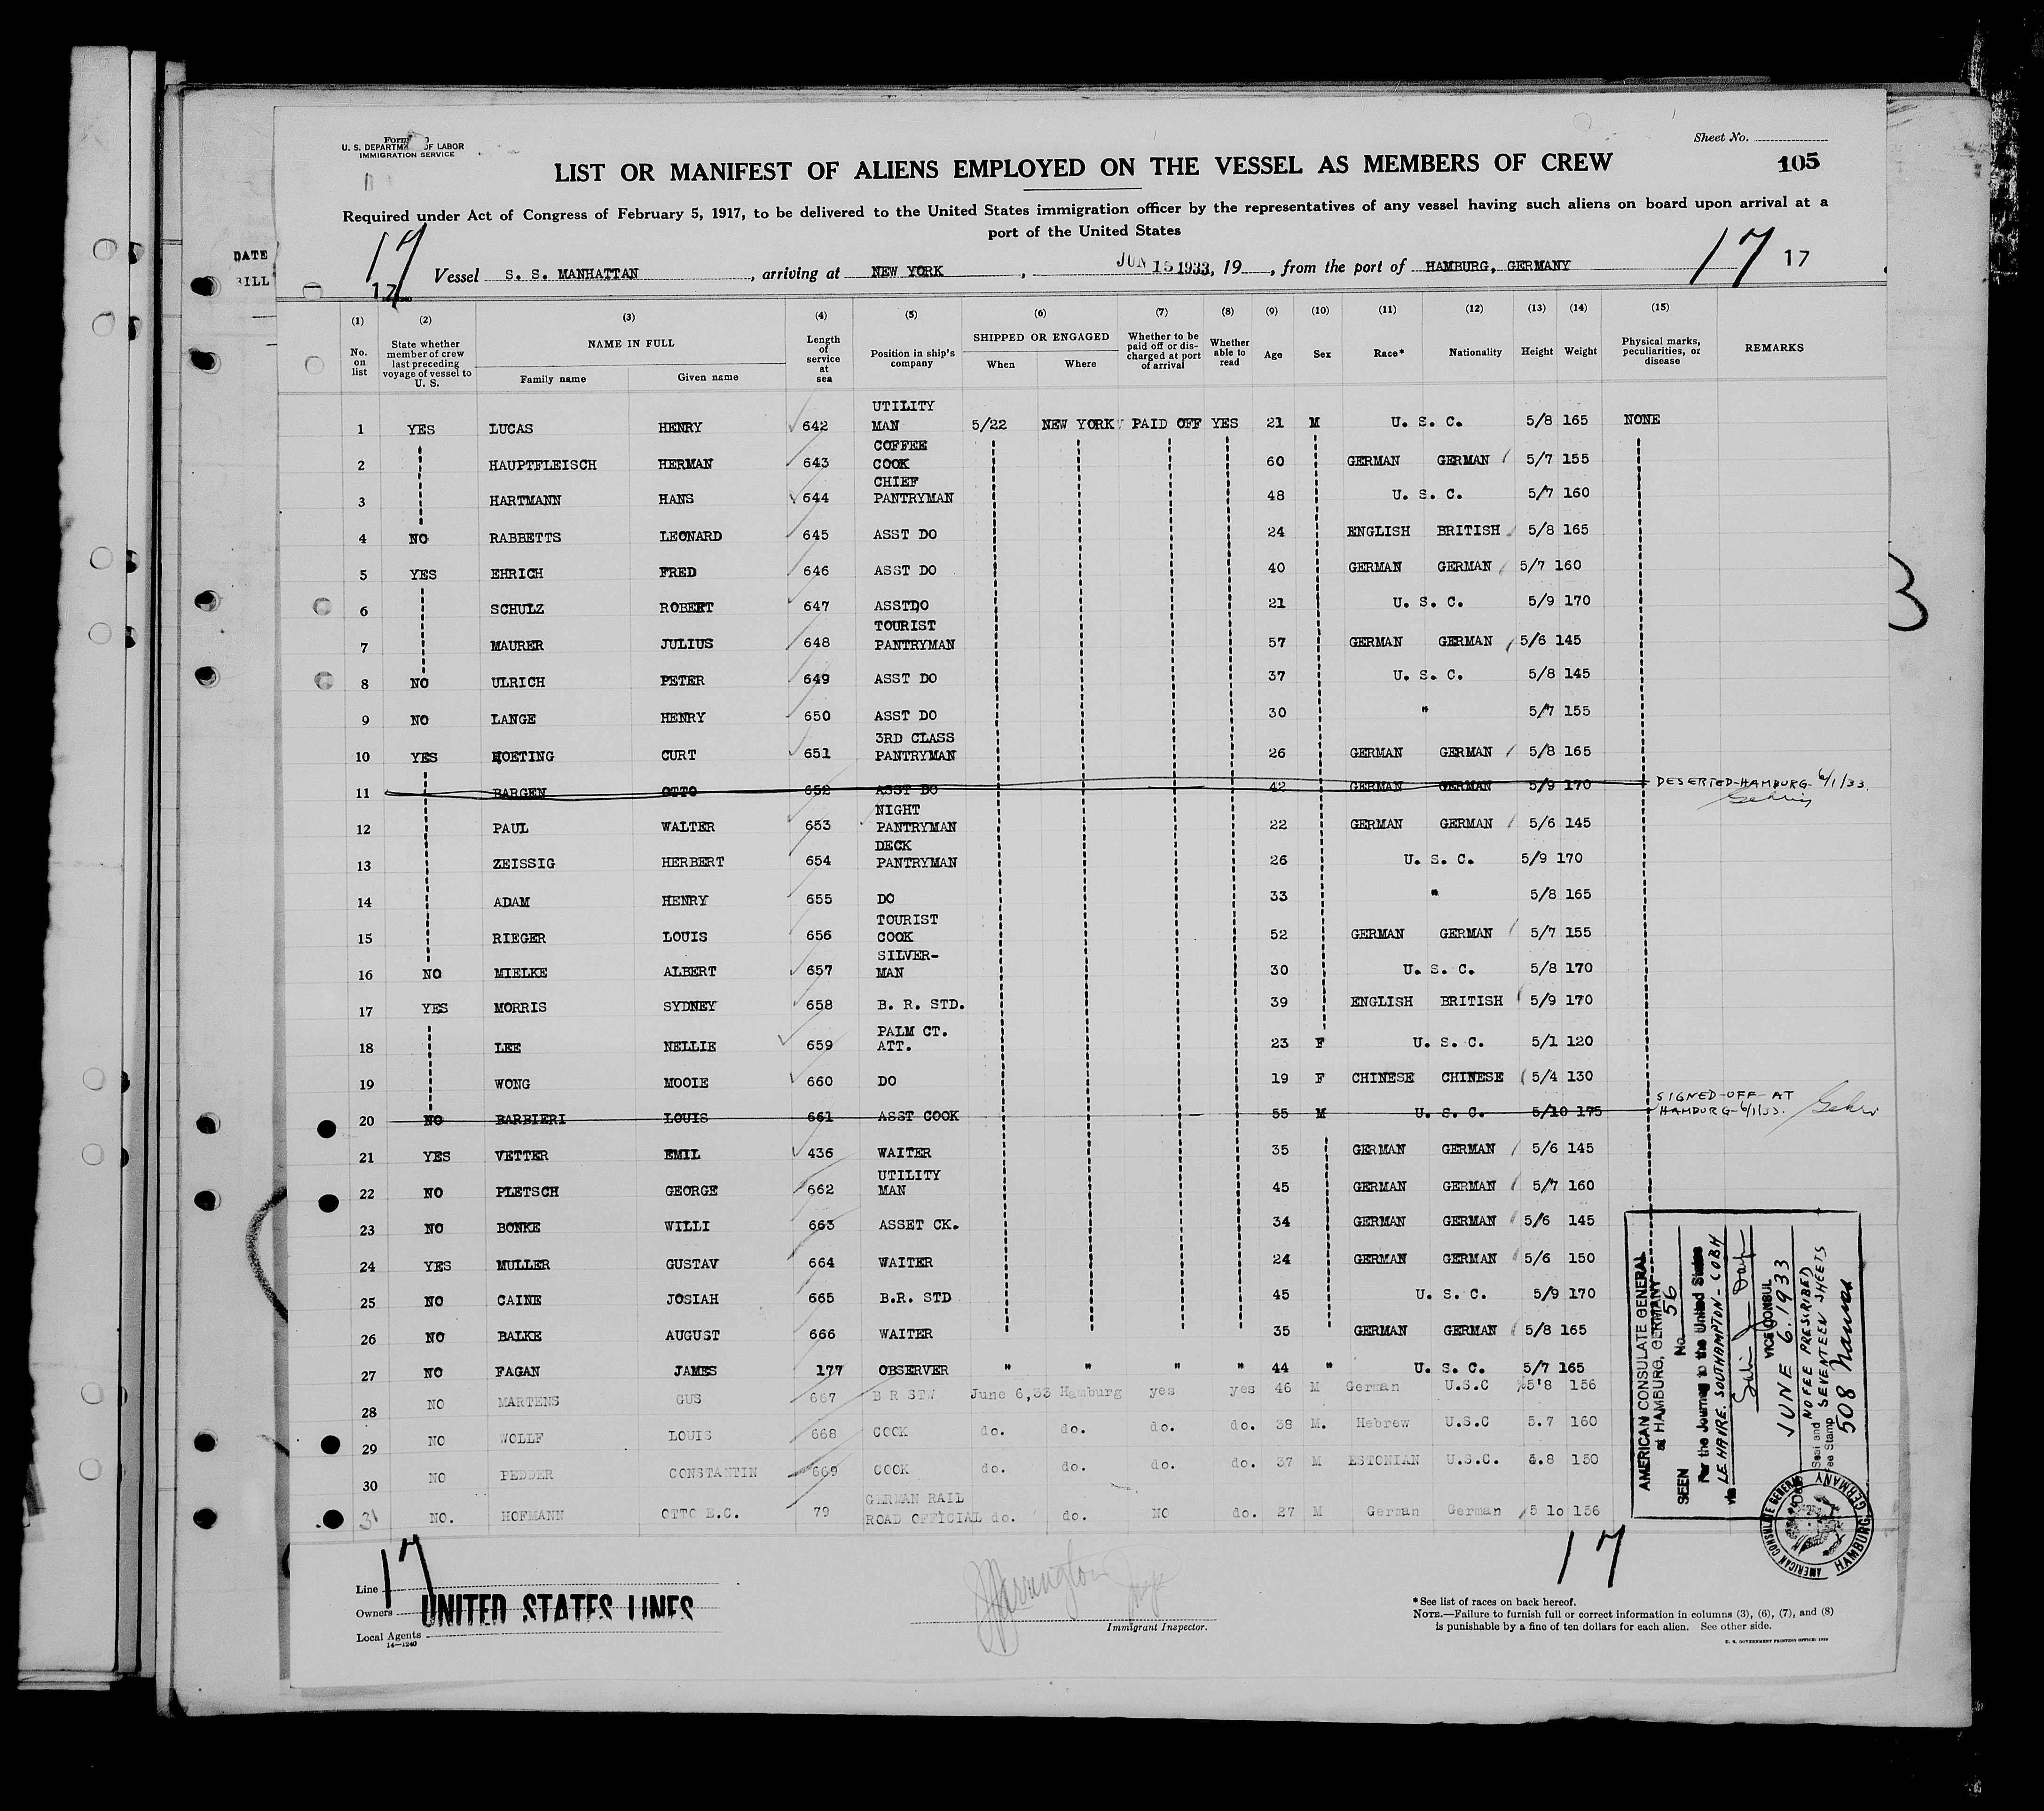 Form
U. S. DEPARTM OF LABOR
IMMIGRATION SERVICE
Sheet No.
105
LIST OR MANIFEST OF ALIENS EMPLOYED ON THE VESSEL AS MEMBERS OF CREW
Required under Act of Congress of February 5, 1917, to be delivered to the United States immigration officer by the representatives of any vessel having such aliens on board upon arrival at a
port of the United States
DATE
BILL
17 Vessel S. S. MANHATTAN, arriving at NEW YORK, JUN 15 1933, 19, from the port of HAMBURG, GERMANY 17 17
17
(1) (2) (3) (4) (5) (6) (7) (8) (9) (10) (11) (12) (13) (14) (15)
No. on list State whether member of crew last preceding voyage of vessel to U. S. NAME IN FULL Family name Given name Length of service at sea Position in ship's company SHIPPED OR ENGAGED When Where Whether to be paid off or discharged at port of arrival Whether able to read Age Sex Race* Nationality Height Weight Physical marks, peculiarities, or disease REMARKS
1 YES LUCAS HENRY 642 UTILITY MAN 5/22 NEW YORK PAID OFF YES 21 M U. S. C. 5/8 165 NONE
2 HAUPTFLEISCH HERMAN 643 COFFEE COOK 60 GERMAN GERMAN 5/7 155
3 HARTMANN HANS 644 CHIEF PANTRYMAN 48 U. S. C. 5/7 160
4 NO RABBETTS LEONARD 645 ASST DO 24 ENGLISH BRITISH 5/8 165
5 YES EHRICH FRED 646 ASST DO 40 GERMAN GERMAN 5/7 160
6 SCHULZ ROBERT 647 ASSTDO 21 U. S. C. 5/9 170
7 MAURER JULIUS 648 TOURIST PANTRYMAN 57 GERMAN GERMAN 5/6 145
8 NO ULRICH PETER 649 ASST DO 37 U. S. C. 5/8 145
9 NO LANGE HENRY 650 ASST DO 30 " 5/7 155
10 YES HOETING CURT 651 3RD CLASS PANTRYMAN 26 GERMAN GERMAN 5/8 165
11 BARGEN OTTO 652 ASST DO 42 GERMAN GERMAN 5/9 170 DESERTED-HAMBURG 6/1/33.
12 PAUL WALTER 653 NIGHT PANTRYMAN 22 GERMAN GERMAN 5/6 145
13 ZEISSIG HERBERT 654 DECK PANTRYMAN 26 U. S. C. 5/9 170
14 ADAM HENRY 655 DO 33 " 5/8 165
15 RIEGER LOUIS 656 TOURIST COOK 52 GERMAN GERMAN 5/7 155
16 NO MIELKE ALBERT 657 SILVER-MAN 30 U. S. C. 5/8 170
17 YES MORRIS SYDNEY 658 B. R. STD. 39 ENGLISH BRITISH 5/9 170
18 LEE NELLIE 659 PALM CT. ATT. 23 F U. S. C. 5/1 120
19 WONG MOOIE 660 DO 19 F CHINESE CHINESE 5/4 130
20 NO BARBIERI LOUIS 661 ASST COOK 55 M U. S. C. 5/10 175 SIGNED-OFF-AT HAMBURG-6/1/33.
21 YES VETTER EMIL 436 WAITER 35 GERMAN GERMAN 5/6 145
22 NO PLETSCH GEORGE 662 UTILITY MAN 45 GERMAN GERMAN 5/7 160
23 NO BONKE WILLI 663 ASSET CK. 34 GERMAN GERMAN 5/6 145
24 YES MULLER GUSTAV 664 WAITER 24 GERMAN GERMAN 5/6 150
25 NO CAINE JOSIAH 665 B.R. STD 45 U. S. C. 5/9 170
26 NO BALKE AUGUST 666 WAITER 35 GERMAN GERMAN 5/8 165
27 NO FAGAN JAMES 177 OBSERVER " " " " 44 " U. S. C. 5/7 165
28 NO MARTENS GUS 667 B R STW June 6,33 Hamburg yes yes 46 M German U.S.C 5'8 156
29 NO WOLLF LOUIS 668 COOK do. do. do. do. 38 M. Hebrew U.S.C 5.7 160
30 NO PEDDER CONSTANTIN 669 COOK do. do. do. do. 37 M ESTONIAN U.S.C. 5.8 150
31 NO. HOFMANN OTTO E.C. 79 GERMAN RAIL ROAD OFFICIAL do. do. NO do. 27 M German German 5 10 156
AMERICAN CONSULATE GENERAL
at HAMBURG, GERMANY
SEEN No. 56
For the Journey to the United States
via LE HAVRE. SOUTHAMPTON - COBH
VICE CONSUL
JUNE 6. 1933
NO FEE PRESCRIBED
Seal and Fee Stamp SEVENTEEN SHEETS
508 Names
AMERICAN CONSULATE GENERAL
HAMBURG, GERMANY
17
17
Line
Owners UNITED STATES LINES
Local Agents
14—1240
Immigrant Inspector.
*See list of races on back hereof.
NOTE.—Failure to furnish full or correct information in columns (3), (6), (7), and (8)
is punishable by a fine of ten dollars for each alien. See other side.
U. S. GOVERNMENT PRINTING OFFICE: 1929
3